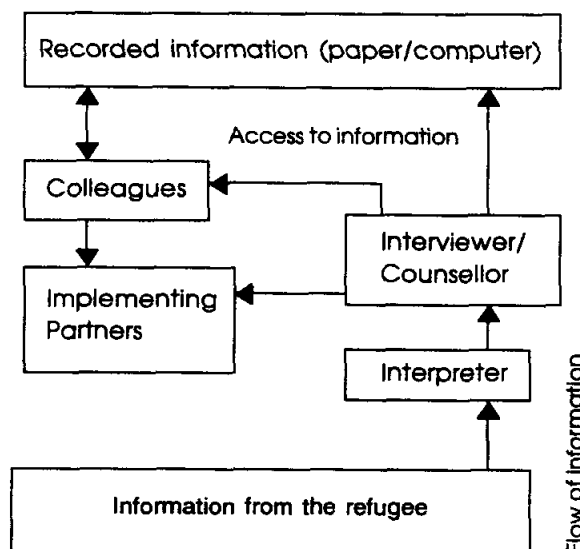 Recorded information (paper/computer)
Access to information
Colleagues
Interviewer/
Counsellor
Implementing
Partners
Interpreter
Information from the refugee
Flow of information